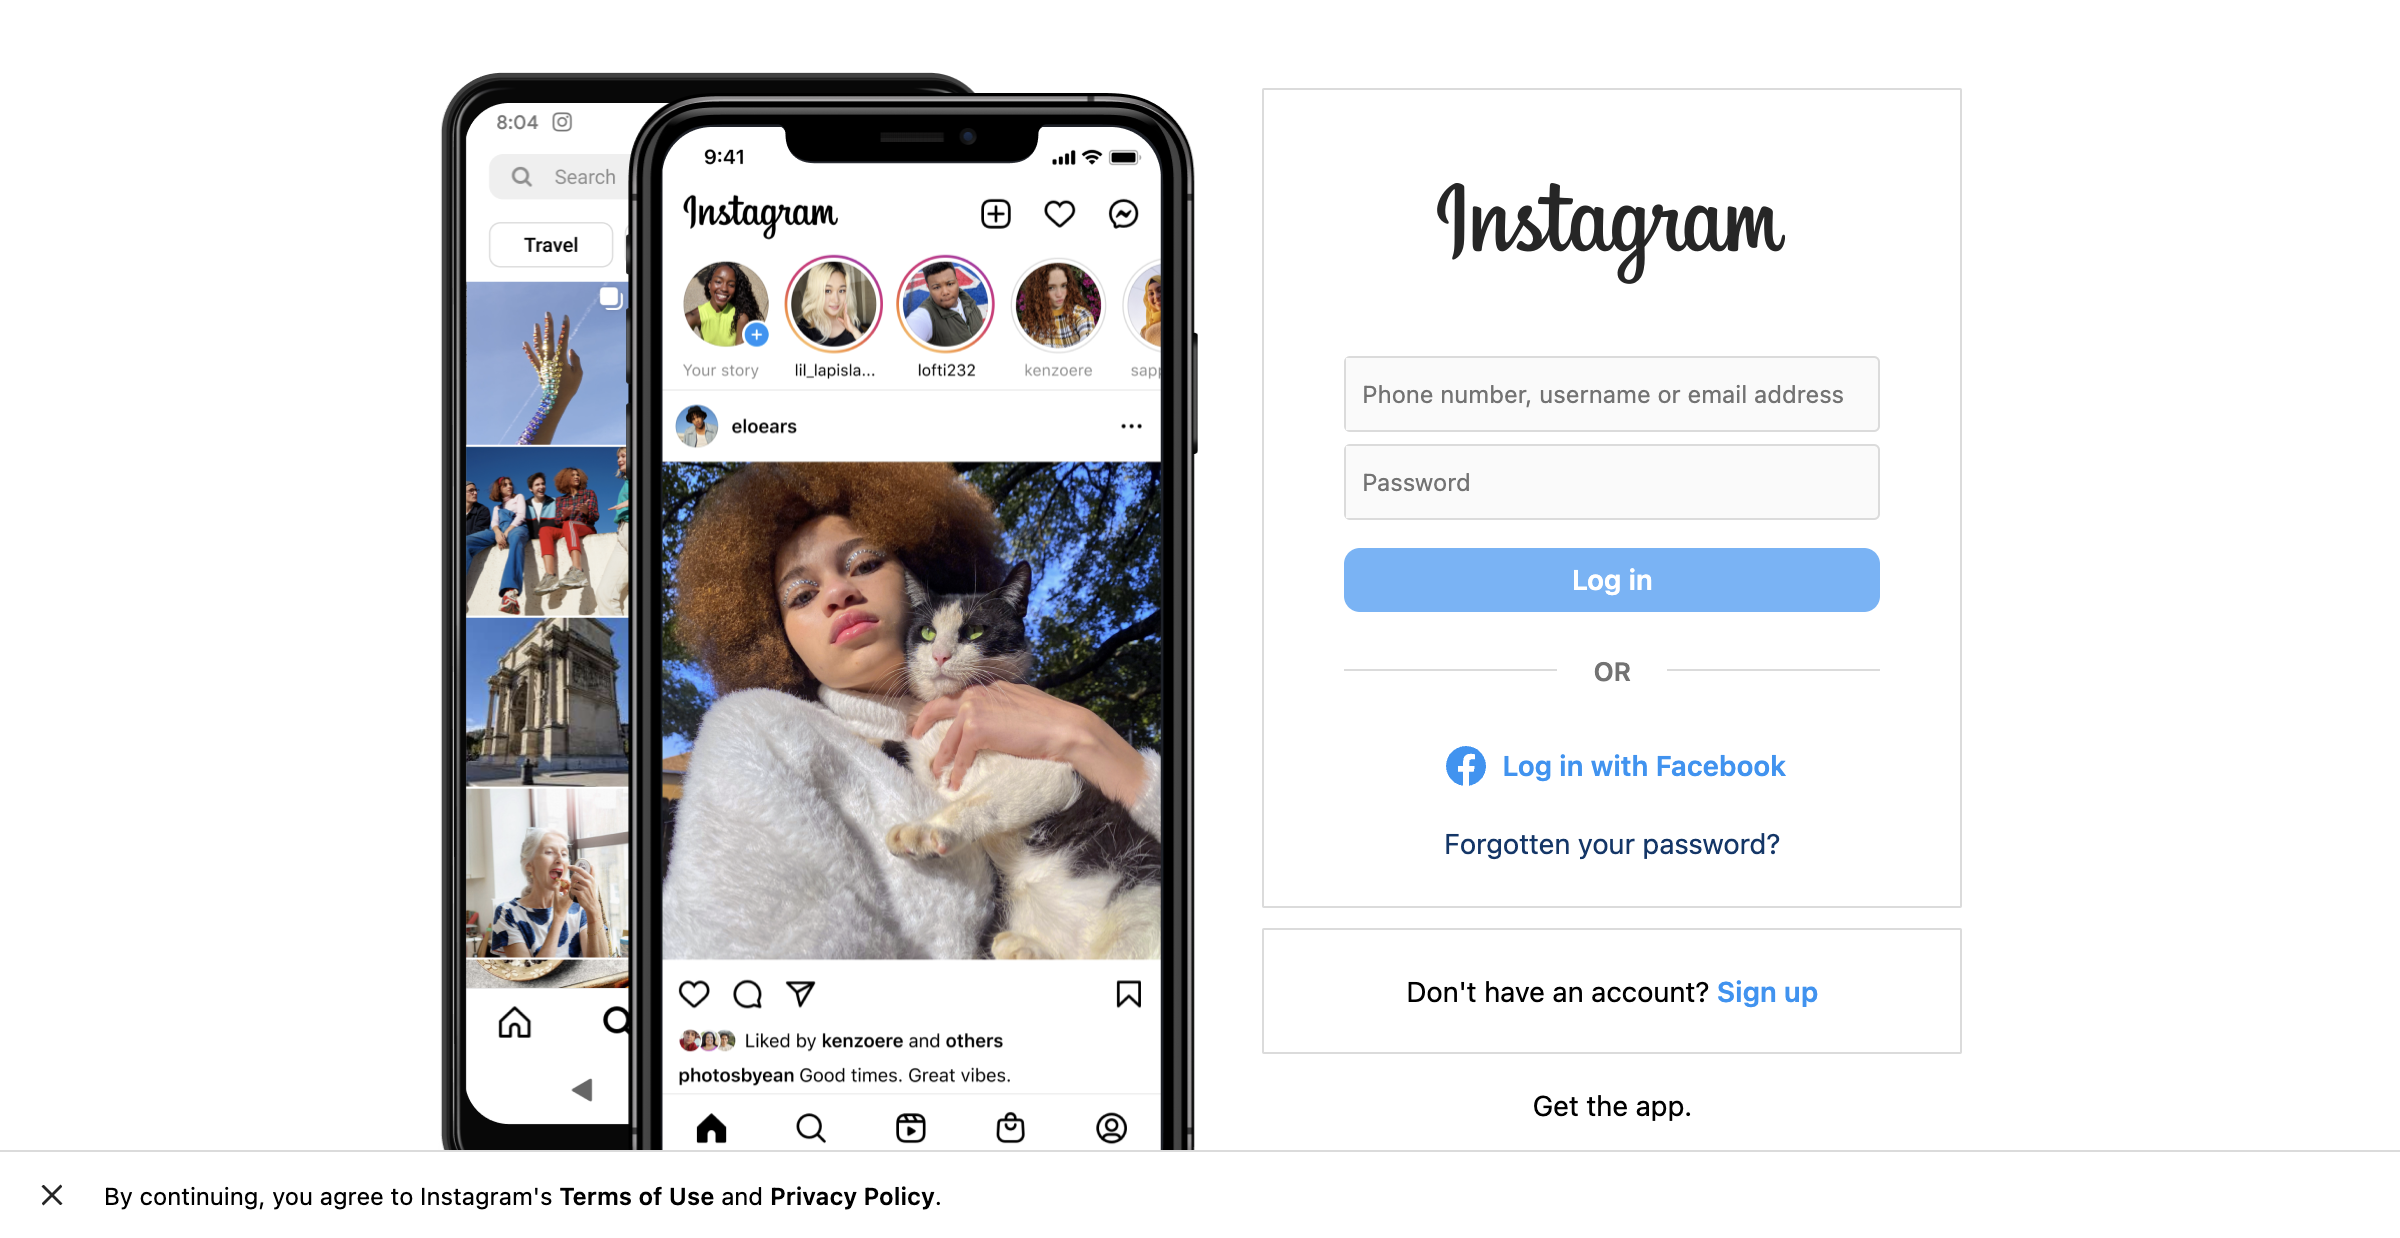 8:04
Search
Travel
9:41
Instagram
Your story
lil_lapisla...
lofti232
kenzoere
sapp
eloears
Liked by kenzoere and others
photosbyean Good times. Great vibes.
Instagram
Phone number, username or email address
Password
Log in
OR
Log in with Facebook
Forgotten your password?
Don't have an account? Sign up
Get the app.
By continuing, you agree to Instagram's Terms of Use and Privacy Policy.